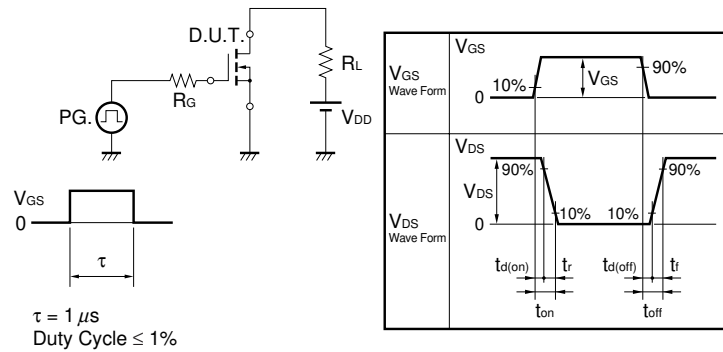 D.U.T.
RL
RG
PG.
VDD
VGS
0
τ
τ = 1 μs
Duty Cycle ≤ 1%
VGS
Wave Form
VGS
90%
10%
VGS
0
VDS
Wave Form
VDS
90%
90%
VDS
10%
10%
0
td(on)
tr
td(off)
tf
ton
toff